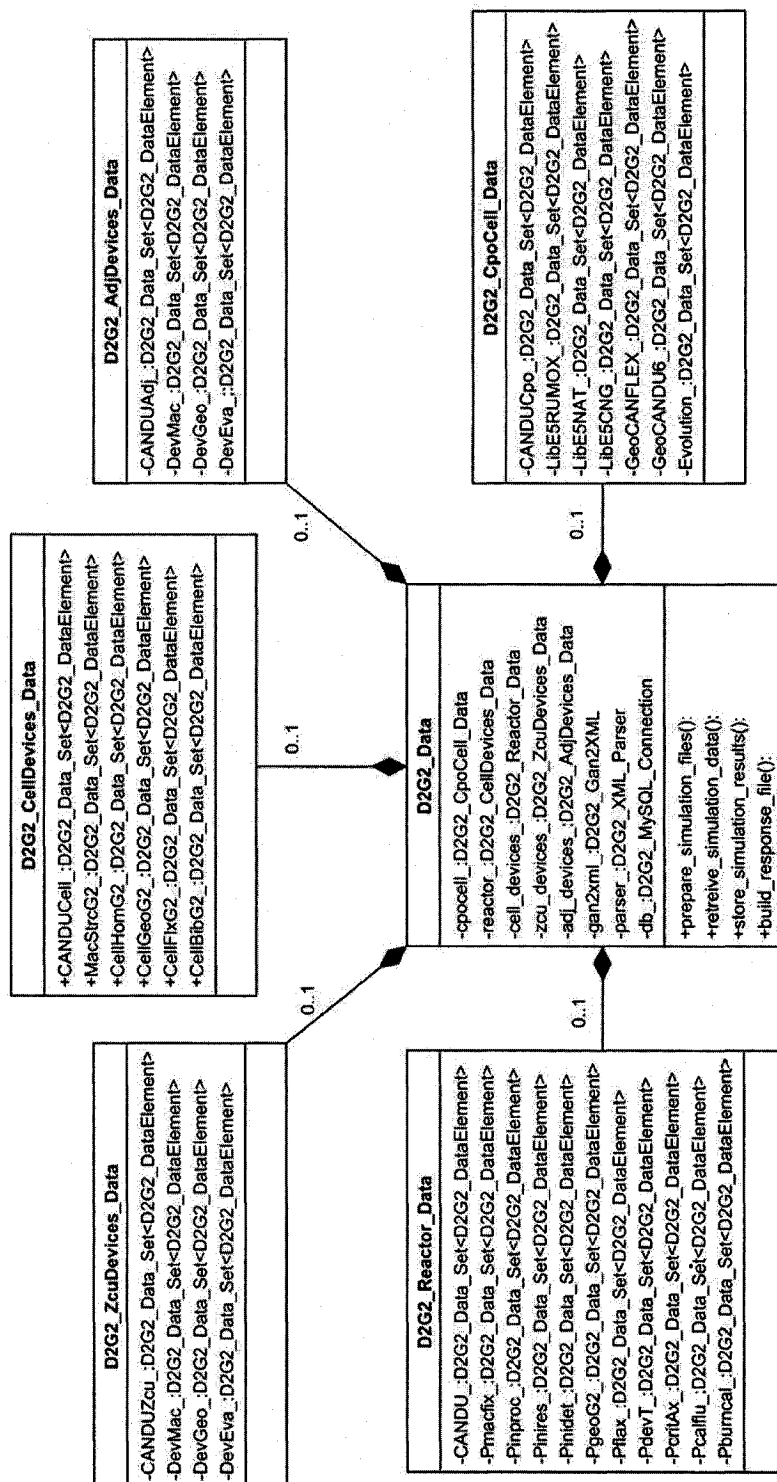 D2G2_ZcuDevices_Data
-CANDUZcu_:D2G2_Data_Set<D2G2_DataElement>
-DevMac_:D2G2_Data_Set<D2G2_DataElement>
-DevGeo_:D2G2_Data_Set<D2G2_DataElement>
-DevEva_:D2G2_Data_Set<D2G2_DataElement>
0..1
D2G2_CellDevices_Data
+CANDUCell_:D2G2_Data_Set<D2G2_DataElement>
+MacStrcG2_:D2G2_Data_Set<D2G2_DataElement>
+CellHomG2_:D2G2_Data_Set<D2G2_DataElement>
+CellGeoG2_:D2G2_Data_Set<D2G2_DataElement>
+CellFlxG2_:D2G2_Data_Set<D2G2_DataElement>
+CellBibG2_:D2G2_Data_Set<D2G2_DataElement>
0..1
D2G2_AdjDevices_Data
-CANDUAdj_:D2G2_Data_Set<D2G2_DataElement>
-DevMac_:D2G2_Data_Set<D2G2_DataElement>
-DevGeo_:D2G2_Data_Set<D2G2_DataElement>
-DevEva_::D2G2_Data_Set<D2G2_DataElement>
0..1
D2G2_Reactor_Data
-CANDU_:D2G2_Data_Set<D2G2_DataElement>
-Pmacfix_:D2G2_Data_Set<D2G2_DataElement>
-Pinproc_:D2G2_Data_Set<D2G2_DataElement>
-Pinires_:D2G2_Data_Set<D2G2_DataElement>
-Pinidet_:D2G2_Data_Set<D2G2_DataElement>
-PgeoG2_:D2G2_Data_Set<D2G2_DataElement>
-Pflax_:D2G2_Data_Set<D2G2_DataElement>
-PdevT_:D2G2_Data_Set<D2G2_DataElement>
-PcritAx_:D2G2_Data_Set<D2G2_DataElement>
-Pcalflu_:D2G2_Data_Set<D2G2_DataElement>
-Pburncal_:D2G2_Data_Set<D2G2_DataElement>
0..1
D2G2_Data
-cpocell_:D2G2_CpoCell_Data
-reactor_:D2G2_CellDevices_Data
-cell_devices_:D2G2_Reactor_Data
-zcu_devices_:D2G2_ZcuDevices_Data
-adj_devices_:D2G2_AdjDevices_Data
-gan2xml_:D2G2_Gan2XML
-parser_:D2G2_XML_Parser
-db_:D2G2_MySQL_Connection
+prepare_simulation_files():
+retreive_simulation_data():
+store_simulation_results():
+build_response_file():
0..1
D2G2_CpoCell_Data
-CANDUCpo_:D2G2_Data_Set<D2G2_DataElement>
-LibE5RUMOX_:D2G2_Data_Set<D2G2_DataElement>
-LibE5NAT_:D2G2_Data_Set<D2G2_DataElement>
-LibE5CNG_:D2G2_Data_Set<D2G2_DataElement>
-GeoCANFLEX_:D2G2_Data_Set<D2G2_DataElement>
-GeoCANDU6_:D2G2_Data_Set<D2G2_DataElement>
-Evolution_:D2G2_Data_Set<D2G2_DataElement>